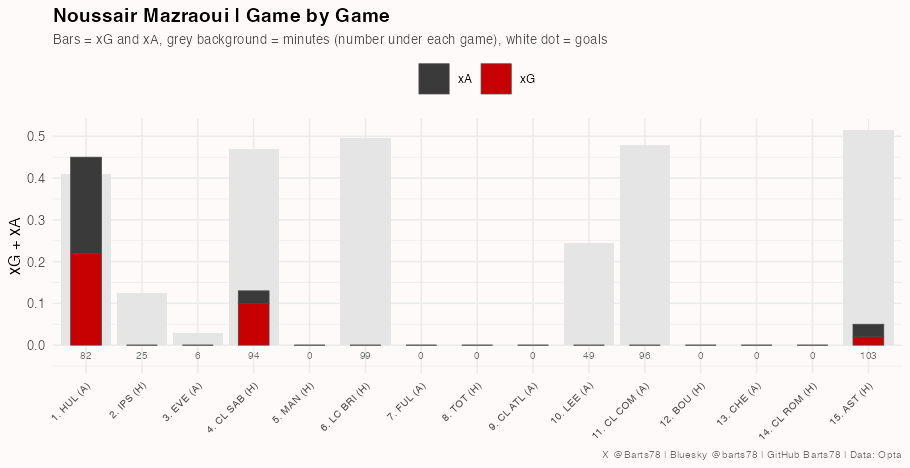 Noussair Mazraoui | Game by Game
Bars = xG and xA, grey background = minutes (number under each game), white dot = goals
xA xG
xG + xA
0.5
0.4
0.3
0.2
0.1
0.0
82 25 6 94 0 99 0 0 0 49 96 0 0 0 103
1. HUL (A)
2. IPS (H)
3. EVE (A)
4. CL SAB (H)
5. MAN (H)
6. LC BRI (H)
7. FUL (A)
8. TOT (H)
9. CL ATL (A)
10. LEE (A)
11. CL COM (A)
12. BOU (H)
13. CHE (A)
14. CL ROM (H)
15. AST (H)
X @Barts78 | Bluesky @barts78 | GitHub Barts78 | Data: Opta